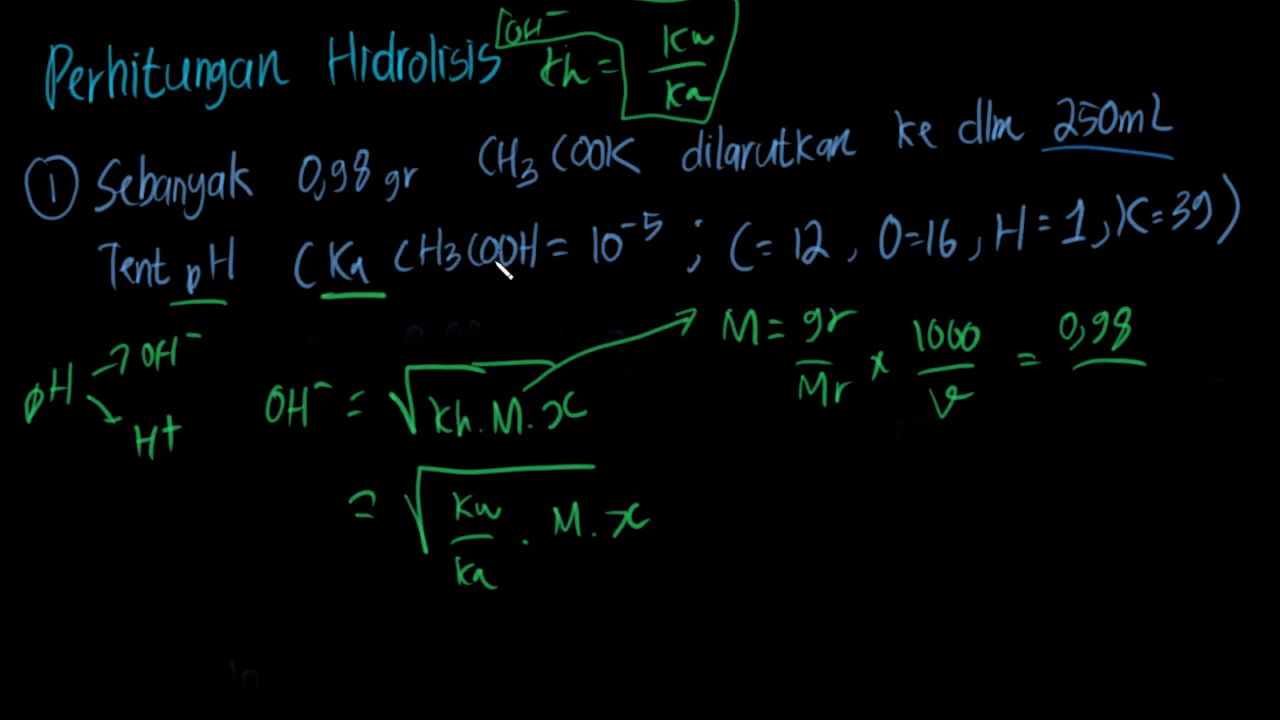 Perhitungan Hidrolisis
[OH⁻
Kh = Kw/Ka
① Sebanyak 0,98 gr CH₃COOK dilarutkan ke dlm 250mL
Tent pH (Ka CH₃COOH = 10⁻⁵ ; C = 12 , O=16 , H = 1 , K=39)
pH → OH⁻
→ H⁺
OH⁻ = √(Kh . M . x)
M = gr/Mr × 1000/V = 0,98
= √(Kw/Ka . M . x)